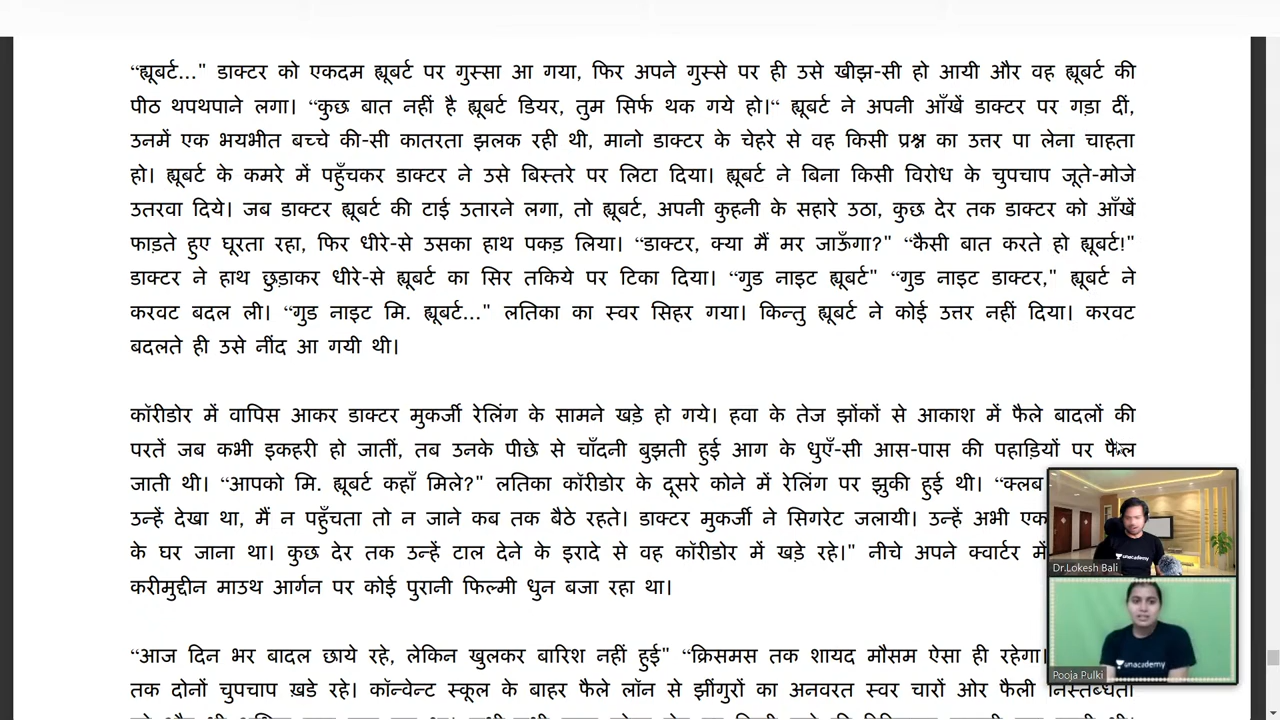 “ह्यूबर्ट..." डाक्टर को एकदम ह्यूबर्ट पर गुस्सा आ गया, फिर अपने गुस्से पर ही उसे खीझ-सी हो आयी और वह ह्यूबर्ट की
पीठ थपथपाने लगा। “कुछ बात नहीं है ह्यूबर्ट डियर, तुम सिर्फ थक गये हो।“ ह्यूबर्ट ने अपनी आँखें डाक्टर पर गड़ा दीं,
उनमें एक भयभीत बच्चे की-सी कातरता झलक रही थी, मानो डाक्टर के चेहरे से वह किसी प्रश्न का उत्तर पा लेना चाहता
हो। ह्यूबर्ट के कमरे में पहुँचकर डाक्टर ने उसे बिस्तरे पर लिटा दिया। ह्यूबर्ट ने बिना किसी विरोध के चुपचाप जूते-मोजे
उतरवा दिये। जब डाक्टर ह्यूबर्ट की टाई उतारने लगा, तो ह्यूबर्ट, अपनी कुहनी के सहारे उठा, कुछ देर तक डाक्टर को आँखें
फाड़ते हुए घूरता रहा, फिर धीरे-से उसका हाथ पकड़ लिया। “डाक्टर, क्या मैं मर जाऊँगा?" “कैसी बात करते हो ह्यूबर्ट!"
डाक्टर ने हाथ छुड़ाकर धीरे-से ह्यूबर्ट का सिर तकिये पर टिका दिया। “गुड नाइट ह्यूबर्ट" “गुड नाइट डाक्टर," ह्यूबर्ट ने
करवट बदल ली। “गुड नाइट मि. ह्यूबर्ट..." लतिका का स्वर सिहर गया। किन्तु ह्यूबर्ट ने कोई उत्तर नहीं दिया। करवट
बदलते ही उसे नींद आ गयी थी।
कॉरीडोर में वापिस आकर डाक्टर मुकर्जी रेलिंग के सामने खड़े हो गये। हवा के तेज झोंकों से आकाश में फैले बादलों की
परतें जब कभी इकहरी हो जातीं, तब उनके पीछे से चाँदनी बुझती हुई आग के धुएँ-सी आस-पास की पहाड़ियों पर फैल
जाती थी। “आपको मि. ह्यूबर्ट कहाँ मिले?" लतिका कॉरीडोर के दूसरे कोने में रेलिंग पर झुकी हुई थी। “क्लब
उन्हें देखा था, मैं न पहुँचता तो न जाने कब तक बैठे रहते। डाक्टर मुकर्जी ने सिगरेट जलायी। उन्हें अभी एक
के घर जाना था। कुछ देर तक उन्हें टाल देने के इरादे से वह कॉरीडोर में खड़े रहे।" नीचे अपने क्वार्टर में
करीमुद्दीन माउथ आर्गन पर कोई पुरानी फिल्मी धुन बजा रहा था।
unacademy
Dr.Lokesh Bali
unacademy
Pooja Pulki
“आज दिन भर बादल छाये रहे, लेकिन खुलकर बारिश नहीं हुई" “क्रिसमस तक शायद मौसम ऐसा ही रहेगा।
तक दोनों चुपचाप ख़डे रहे। कॉन्वेन्ट स्कूल के बाहर फैले लॉन से झींगुरों का अनवरत स्वर चारों ओर फैली निस्तब्धता